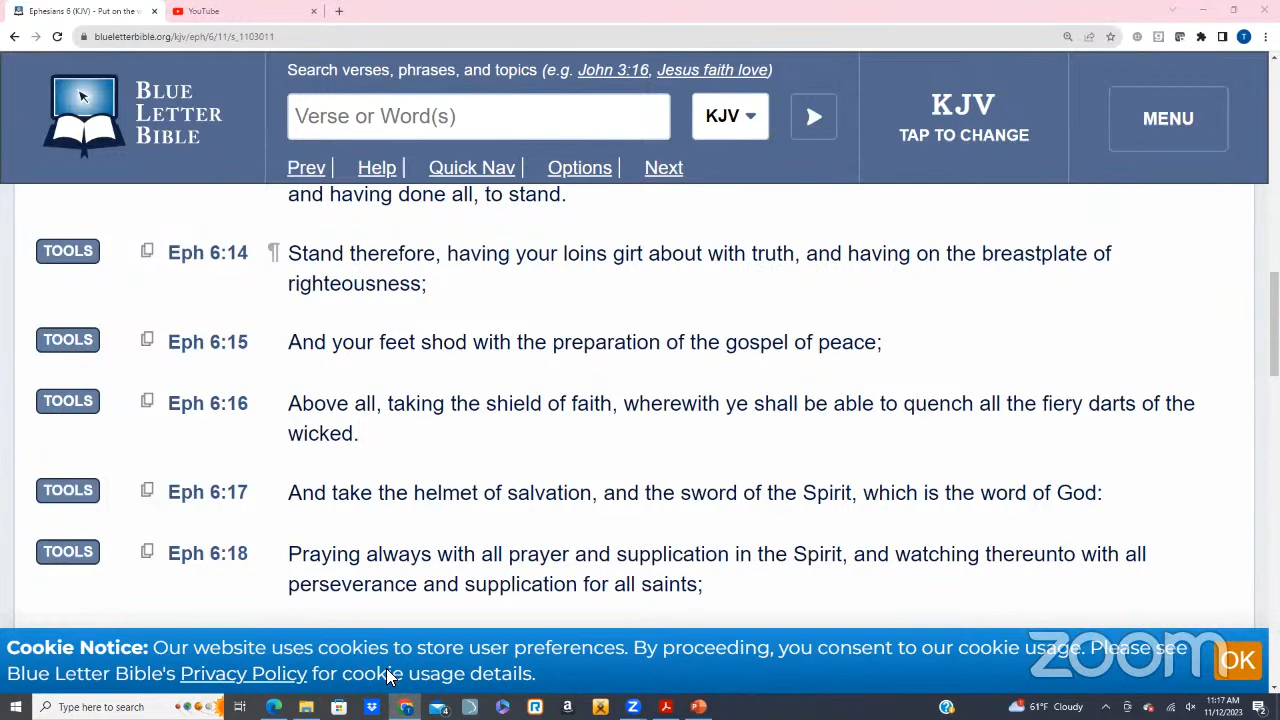 Ephesians 6 (KJV) - Put on the w
YouTube
blueletterbible.org/kjv/eph/6/11/s_1103011
T
BLUE
LETTER
BIBLE
Search verses, phrases, and topics (e.g. John 3:16, Jesus faith love)
Verse or Word(s)
KJV
Prev | Help | Quick Nav | Options | Next
KJV
TAP TO CHANGE
MENU
and having done all, to stand.
TOOLS Eph 6:14 ¶ Stand therefore, having your loins girt about with truth, and having on the breastplate of
righteousness;
TOOLS Eph 6:15 And your feet shod with the preparation of the gospel of peace;
TOOLS Eph 6:16 Above all, taking the shield of faith, wherewith ye shall be able to quench all the fiery darts of the
wicked.
TOOLS Eph 6:17 And take the helmet of salvation, and the sword of the Spirit, which is the word of God:
TOOLS Eph 6:18 Praying always with all prayer and supplication in the Spirit, and watching thereunto with all
perseverance and supplication for all saints;
Cookie Notice: Our website uses cookies to store user preferences. By proceeding, you consent to our cookie usage. Please see
Blue Letter Bible's Privacy Policy for cookie usage details.
OK
zoom
Type here to search
61°F Cloudy
11:17 AM
11/12/2023